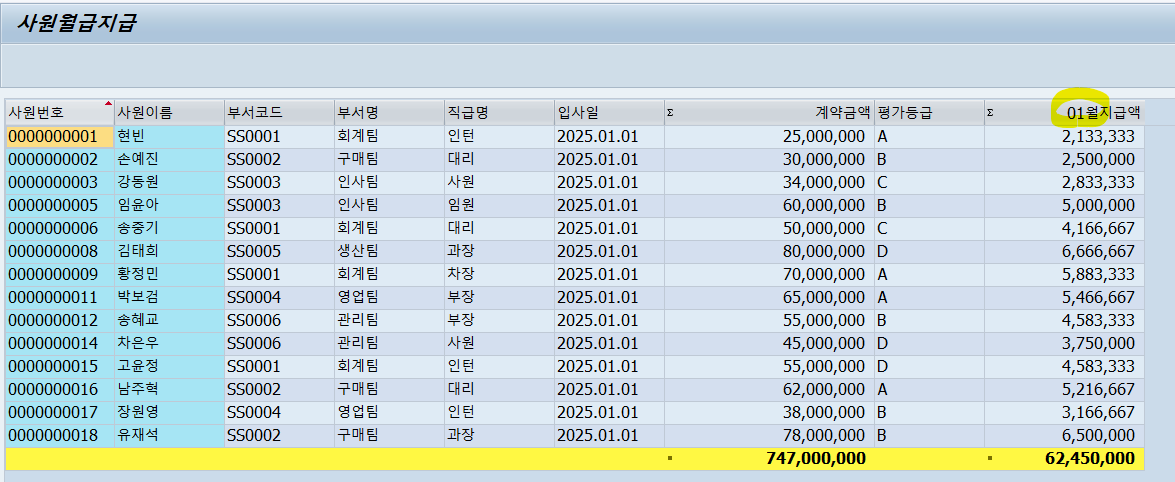 사원월급지급
사원번호 사원이름 부서코드 부서명 직급명 입사일 Σ 계약금액 평가등급 Σ 01월지급액
0000000001 현빈 SS0001 회계팀 인턴 2025.01.01 25,000,000 A 2,133,333
0000000002 손예진 SS0002 구매팀 대리 2025.01.01 30,000,000 B 2,500,000
0000000003 강동원 SS0003 인사팀 사원 2025.01.01 34,000,000 C 2,833,333
0000000005 임윤아 SS0003 인사팀 임원 2025.01.01 60,000,000 B 5,000,000
0000000006 송중기 SS0001 회계팀 대리 2025.01.01 50,000,000 C 4,166,667
0000000008 김태희 SS0005 생산팀 과장 2025.01.01 80,000,000 D 6,666,667
0000000009 황정민 SS0001 회계팀 차장 2025.01.01 70,000,000 A 5,883,333
0000000011 박보검 SS0004 영업팀 부장 2025.01.01 65,000,000 A 5,466,667
0000000012 송혜교 SS0006 관리팀 부장 2025.01.01 55,000,000 B 4,583,333
0000000014 차은우 SS0006 관리팀 사원 2025.01.01 45,000,000 D 3,750,000
0000000015 고윤정 SS0001 회계팀 인턴 2025.01.01 55,000,000 D 4,583,333
0000000016 남주혁 SS0002 구매팀 대리 2025.01.01 62,000,000 A 5,216,667
0000000017 장원영 SS0004 영업팀 인턴 2025.01.01 38,000,000 B 3,166,667
0000000018 유재석 SS0002 구매팀 과장 2025.01.01 78,000,000 B 6,500,000
747,000,000 62,450,000